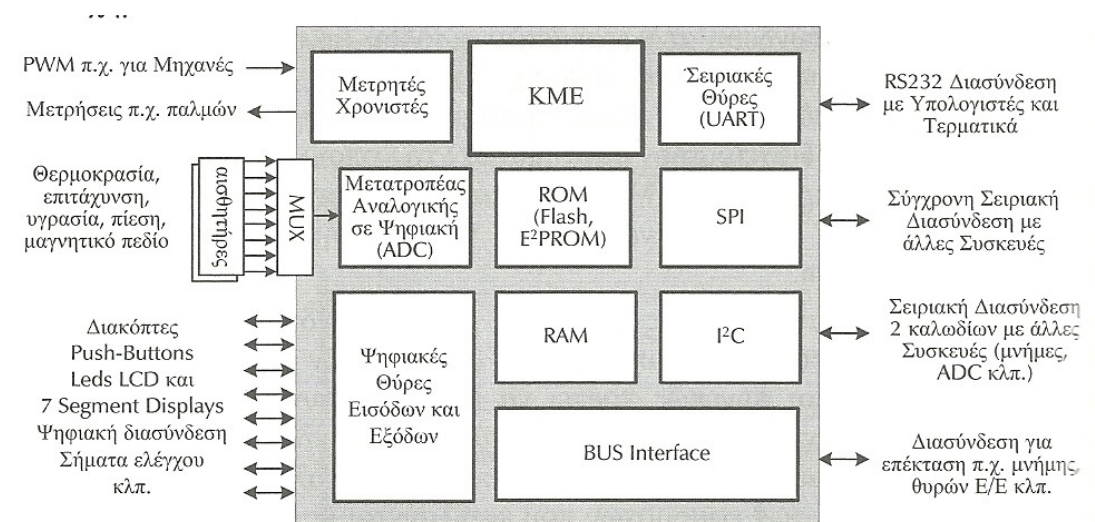 PWM π.χ. για Μηχανές
Μετρήσεις π.χ. παλμών
Θερμοκρασία,
επιτάχυνση,
υγρασία, πίεση,
μαγνητικό πεδίο
αισθητήρες
MUX
Διακόπτες
Push-Buttons
Leds LCD και
7 Segment Displays
Ψηφιακή διασύνδεση
Σήματα ελέγχου
κλπ.
Μετρητές
Χρονιστές
ΚΜΕ
Σειριακές
Θύρες
(UART)
Μετατροπέας
Αναλογικής
σε Ψηφιακή
(ADC)
ROM
(Flash,
E²PROM)
SPI
Ψηφιακές
Θύρες
Εισόδων και
Εξόδων
RAM
I²C
BUS Interface
RS232 Διασύνδεση
με Υπολογιστές και
Τερματικά
Σύγχρονη Σειριακή
Διασύνδεση με
άλλες Συσκευές
Σειριακή Διασύνδεση
2 καλωδίων με άλλες
Συσκευές (μνήμες,
ADC κλπ.)
Διασύνδεση για
επέκταση π.χ. μνήμης,
θυρών Ε/Ε κλπ.